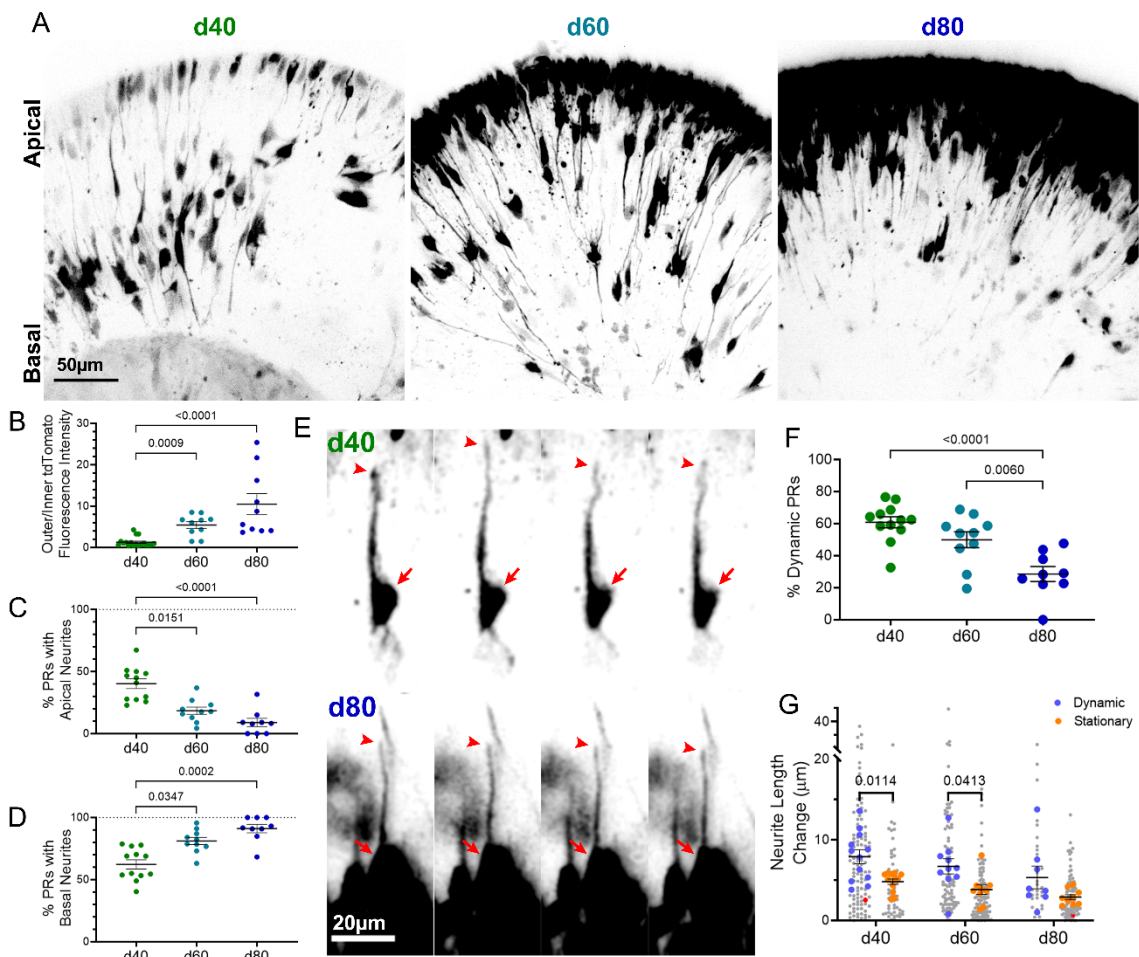 A
d40
d60
d80
Apical
Basal
50µm
B
Outer/Inner tdTomato
Fluorescence Intensity
<0.0001
0.0009
30
20
10
0
d40
d60
d80
C
% PRs with
Apical Neurites
<0.0001
0.0151
100
50
0
d40
d60
d80
D
% PRs with
Basal Neurites
0.0002
0.0347
100
50
0
d40
d60
d80
E
d40
d80
20µm
F
% Dynamic PRs
<0.0001
0.0060
100
80
60
40
20
0
d40
d60
d80
G
Dynamic
Stationary
Neurite Length
Change (µm)
40
20
20
10
0
0.0114
0.0413
d40
d60
d80